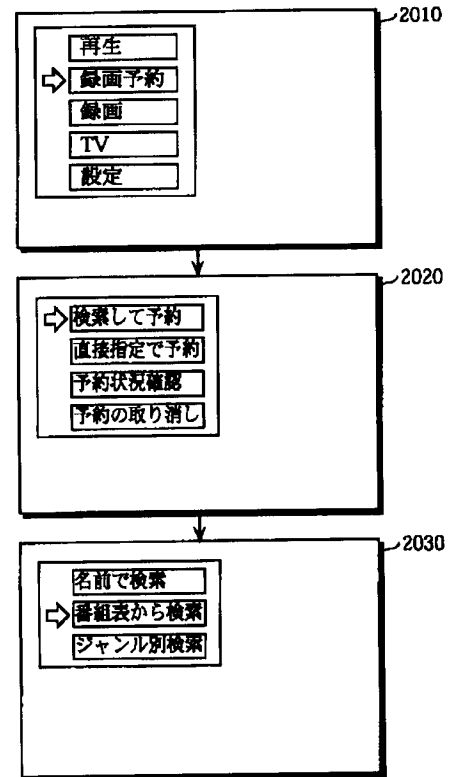 2010
再生
録画予約
録画
TV
設定
2020
検索して予約
直接指定で予約
予約状況確認
予約の取り消し
2030
名前で検索
番組表から検索
ジャンル別検索